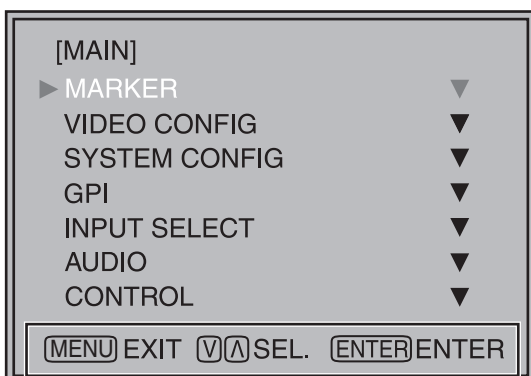 [MAIN]
▶ MARKER ▼
VIDEO CONFIG ▼
SYSTEM CONFIG ▼
GPI ▼
INPUT SELECT ▼
AUDIO ▼
CONTROL ▼
MENU EXIT V Λ SEL. ENTER ENTER